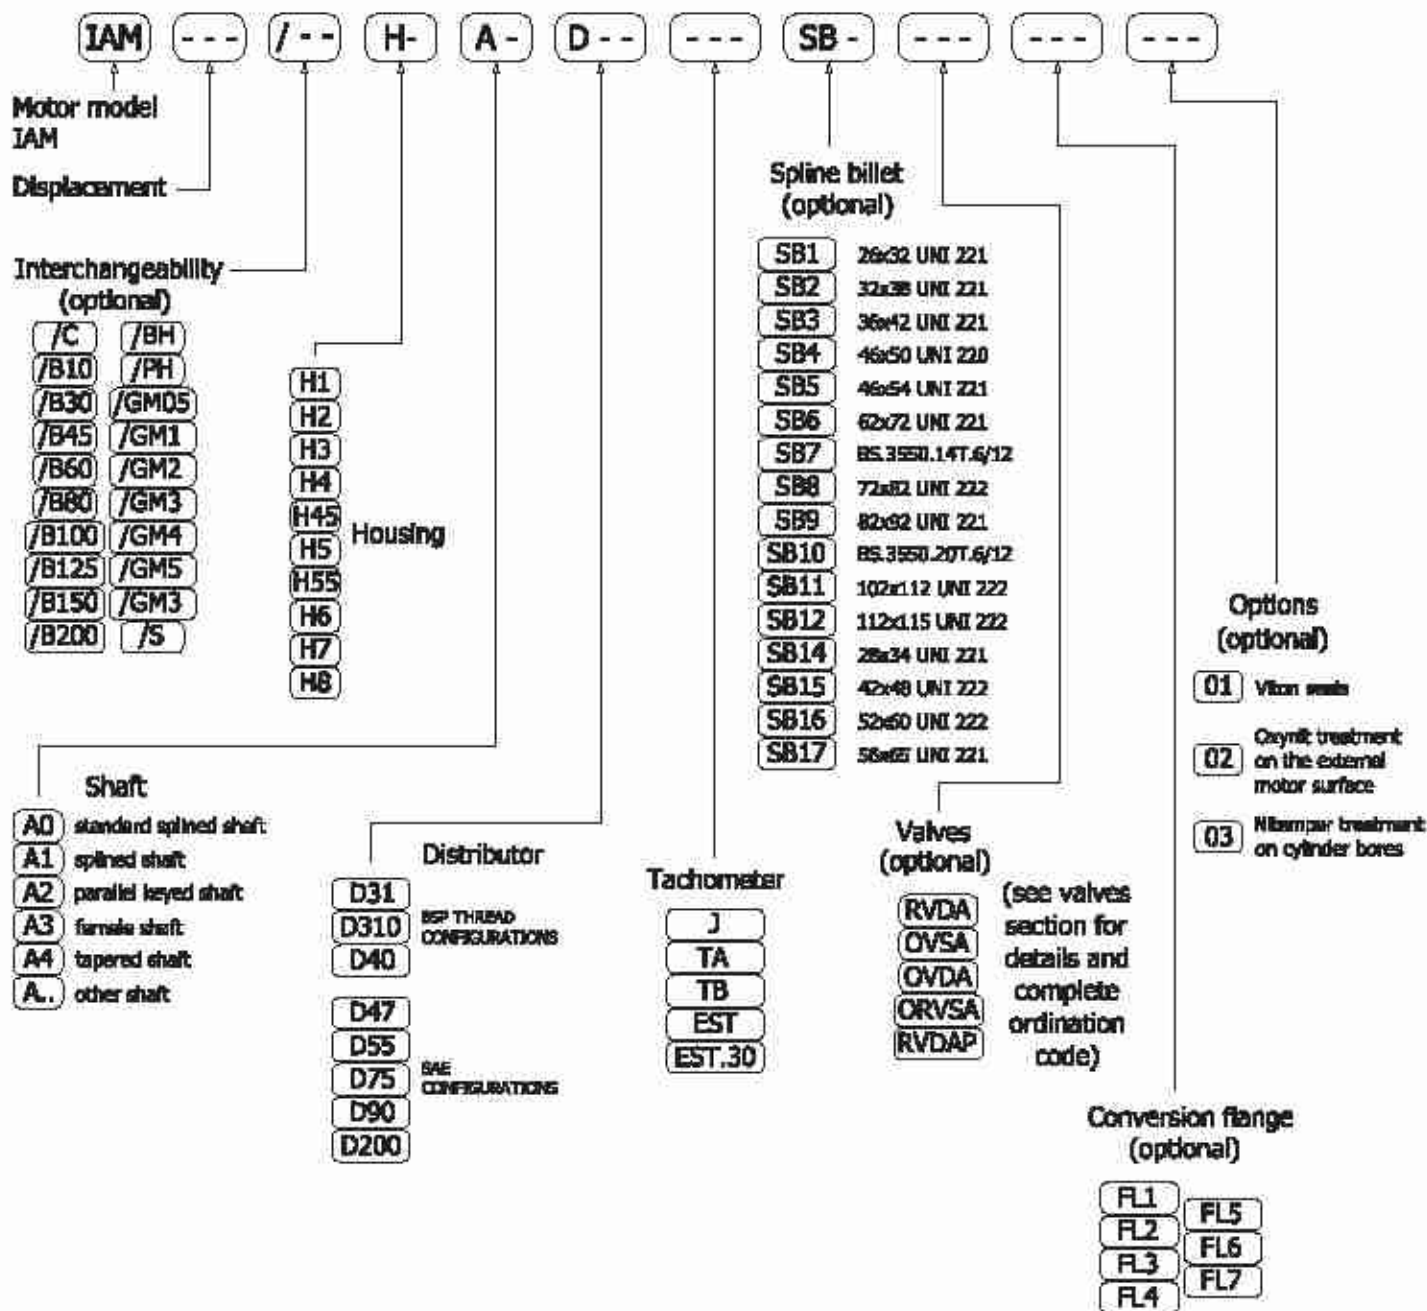 IAM - - - / - - H- A - D - - - - - SB - - - - - - - - - -
Motor model
IAM
Displacement
Interchangeability
(optional)
/C /BH
/B10 /PH
/B30 /GM05
/B45 /GM1
/B60 /GM2
/B80 /GM3
/B100 /GM4
/B125 /GM5
/B150 /GM3
/B200 /S
H1
H2
H3
H4
H45
H5
H55
H6
H7
H8
Housing
Shaft
A0 standard splined shaft
A1 splined shaft
A2 parallel keyed shaft
A3 female shaft
A4 tapered shaft
A.. other shaft
Distributor
D31
D310
D40
BSP THREAD
CONFIGURATIONS
D47
D55
D75
D90
D200
SAE
CONFIGURATIONS
Tachometer
J
TA
TB
EST
EST.30
Spline billet
(optional)
SB1 26x32 UNI 221
SB2 32x38 UNI 221
SB3 36x42 UNI 221
SB4 46x50 UNI 220
SB5 46x54 UNI 221
SB6 62x72 UNI 221
SB7 BS.3550.14T.6/12
SB8 72x82 UNI 222
SB9 82x92 UNI 221
SB10 BS.3550.20T.6/12
SB11 102x112 UNI 222
SB12 112x115 UNI 222
SB14 28x34 UNI 221
SB15 42x48 UNI 222
SB16 52x60 UNI 222
SB17 58x65 UNI 221
Valves
(optional)
RVDA
OVSA
OVDA
ORVSA
RVDAP
(see valves
section for
details and
complete
ordination
code)
Conversion flange
(optional)
FL1
FL2
FL3
FL4
FL5
FL6
FL7
Options
(optional)
01 Viton seals
02 Oxynit treatment
on the external
motor surface
03 treatment
on cylinder bores